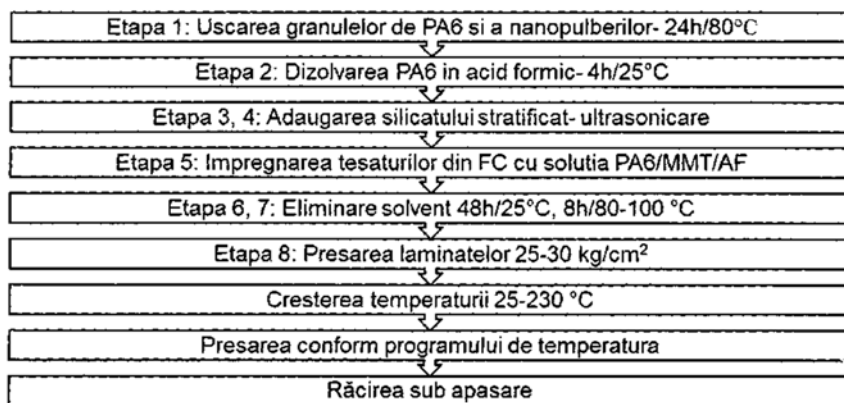 Etapa 1: Uscarea granulelor de PA6 si a nanopulberilor- 24h/80°C
Etapa 2: Dizolvarea PA6 in acid formic- 4h/25°C
Etapa 3, 4: Adaugarea silicatului stratificat- ultrasonicare
Etapa 5: Impregnarea tesaturilor din FC cu solutia PA6/MMT/AF
Etapa 6, 7: Eliminare solvent 48h/25°C, 8h/80-100 °C
Etapa 8: Presarea laminatelor 25-30 kg/cm²
Cresterea temperaturii 25-230 °C
Presarea conform programului de temperatura
Răcirea sub apasare